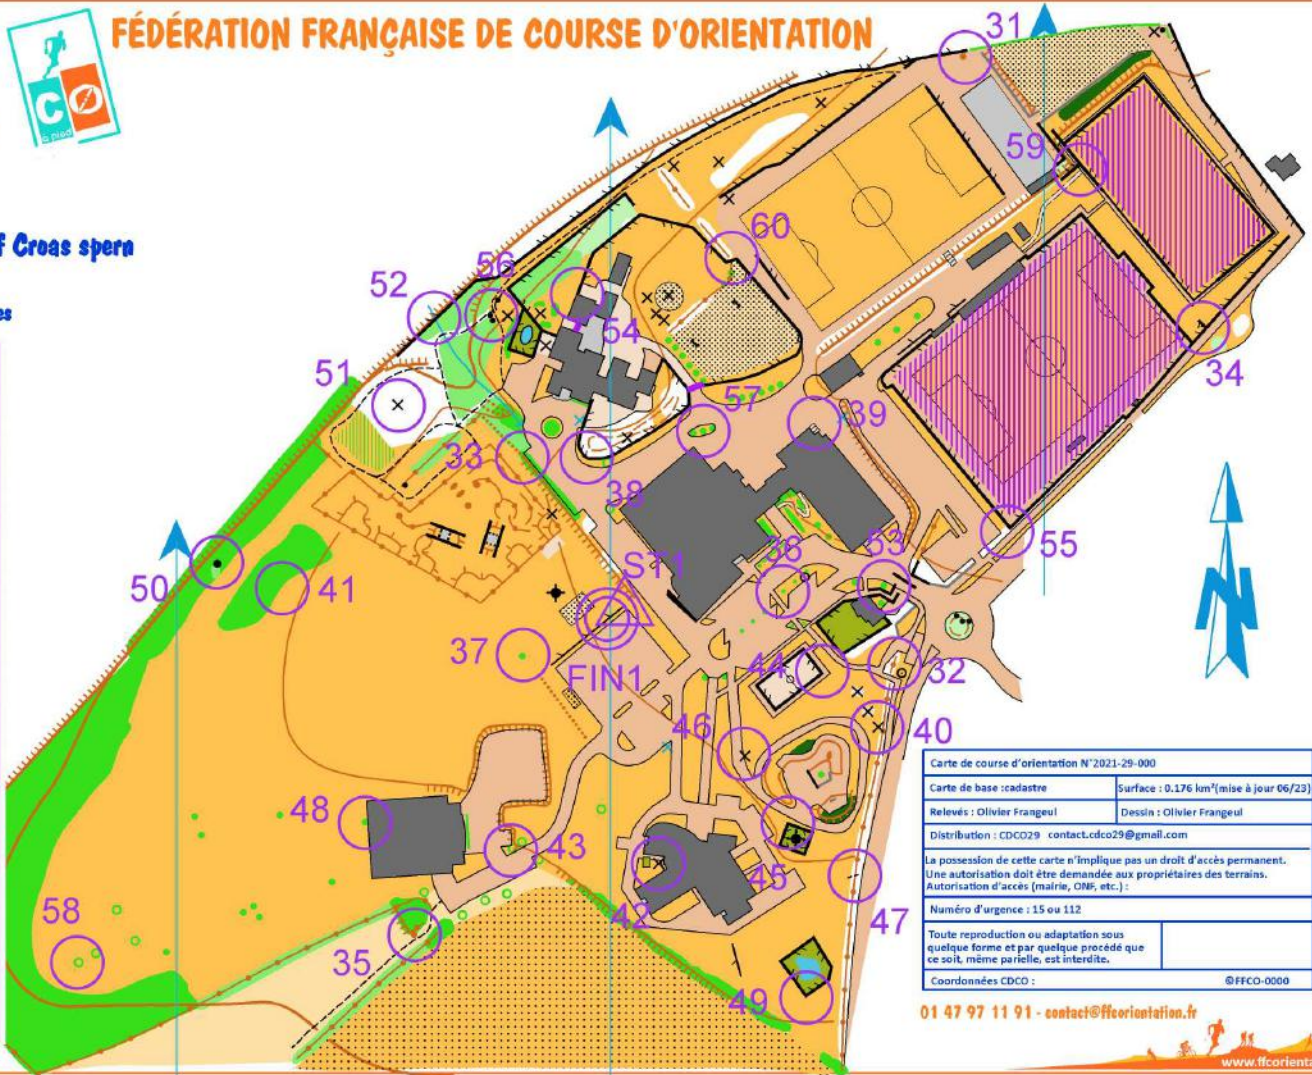 FÉDÉRATION FRANÇAISE DE COURSE D'ORIENTATION
CO
à pied
f Croas spern
es
31
59
60
52
56
54
34
51
57
39
33
38
55
50
41
ST1
36
53
37
FIN1
44
32
46
40
48
43
45
42
47
58
35
49
N
Carte de course d'orientation N°2021-29-000
Carte de base :cadastre
Surface : 0.176 km²(mise à jour 06/23)
Relevés : Olivier Frangeul
Dessin : Olivier Frangeul
Distribution : CDCO29 contact.cdco29@gmail.com
La possession de cette carte n'implique pas un droit d'accès permanent.
Une autorisation doit être demandée aux propriétaires des terrains.
Autorisation d'accès (mairie, ONF, etc.) :
Numéro d'urgence : 15 ou 112
Toute reproduction ou adaptation sous
quelque forme et par quelque procédé que
ce soit, même parielle, est interdite.
Coordonnées CDCO :
©FFCO-0000
01 47 97 11 91 - contact@ffcorientation.fr
www.ffcorienta